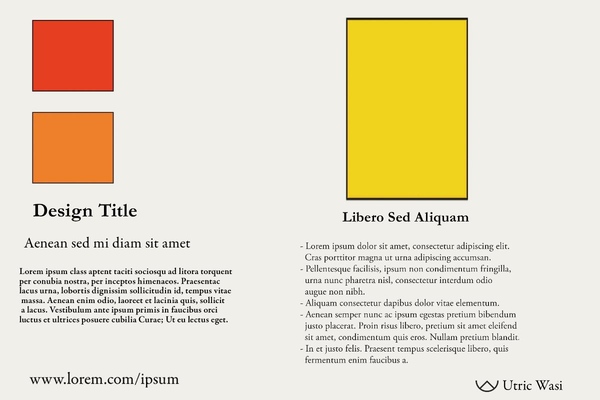 Design Title
Aenean sed mi diam sit amet
Lorem ipsum class aptent taciti sociosqu ad litora torquent
per conubia nostra, per inceptos himenaeos. Praesentac
lacus urna, lobortis dignissim sollicitudin id, tempus vitae
massa. Aenean enim odio, laoreet et lacinia quis, sollicit
a lacus. Vestibulum ante ipsum primis in faucibus orci
luctus et ultrices posuere cubilia Curae; Ut eu lectus eget.
www.lorem.com/ipsum
Libero Sed Aliquam
- Lorem ipsum dolor sit amet, consectetur adipiscing elit.
Cras porttitor magna ut urna adipiscing accumsan.
- Pellentesque facilisis, ipsum non condimentum fringilla,
urna nunc pharetra nisl, consectetur interdum odio
augue non nibh.
- Aliquam consectetur dapibus dolor vitae elementum.
- Aenean semper nunc ac ipsum egestas pretium bibendum
justo placerat. Proin risus libero, pretium sit amet eleifend
sit amet, condimentum quis eros. Nullam pretium blandit.
- In et justo felis. Praesent tempus scelerisque libero, quis
fermentum enim faucibus a.
Utric Wasi